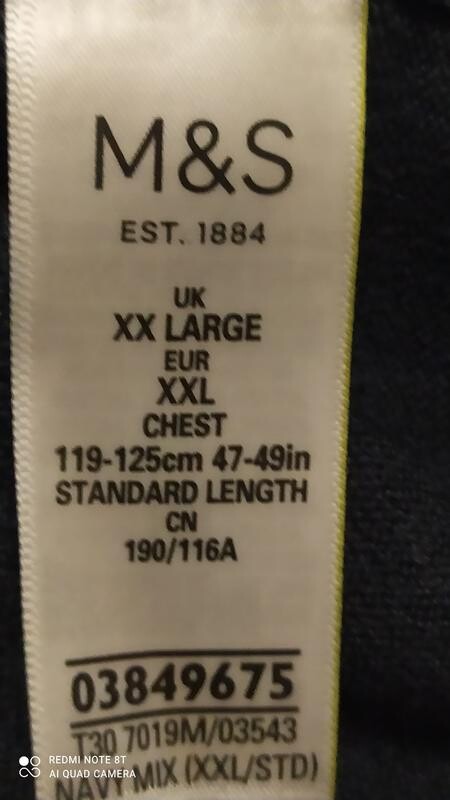 M&S
EST. 1884
UK
XX LARGE
EUR
XXL
CHEST
119-125cm 47-49in
STANDARD LENGTH
CN
190/116A
03849675
T30 7019M/03543
NAVY MIX (XXL/STD)
REDMI NOTE 8T
AI QUAD CAMERA